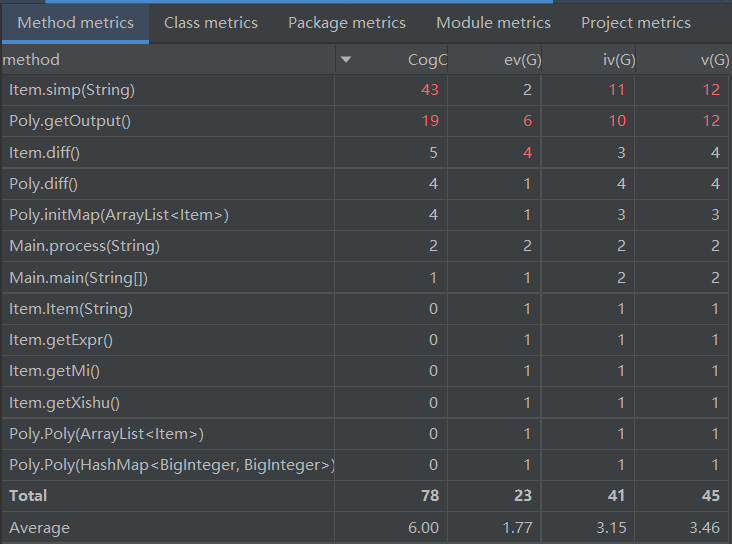 Method metrics Class metrics Package metrics Module metrics Project metrics
method CogC ev(G) iv(G) v(G)
Item.simp(String) 43 2 11 12
Poly.getOutput() 19 6 10 12
Item.diff() 5 4 3 4
Poly.diff() 4 1 4 4
Poly.initMap(ArrayList<Item>) 4 1 3 3
Main.process(String) 2 2 2 2
Main.main(String[]) 1 1 2 2
Item.Item(String) 0 1 1 1
Item.getExpr() 0 1 1 1
Item.getMi() 0 1 1 1
Item.getXishu() 0 1 1 1
Poly.Poly(ArrayList<Item>) 0 1 1 1
Poly.Poly(HashMap<BigInteger, BigInteger>) 0 1 1 1
Total 78 23 41 45
Average 6.00 1.77 3.15 3.46